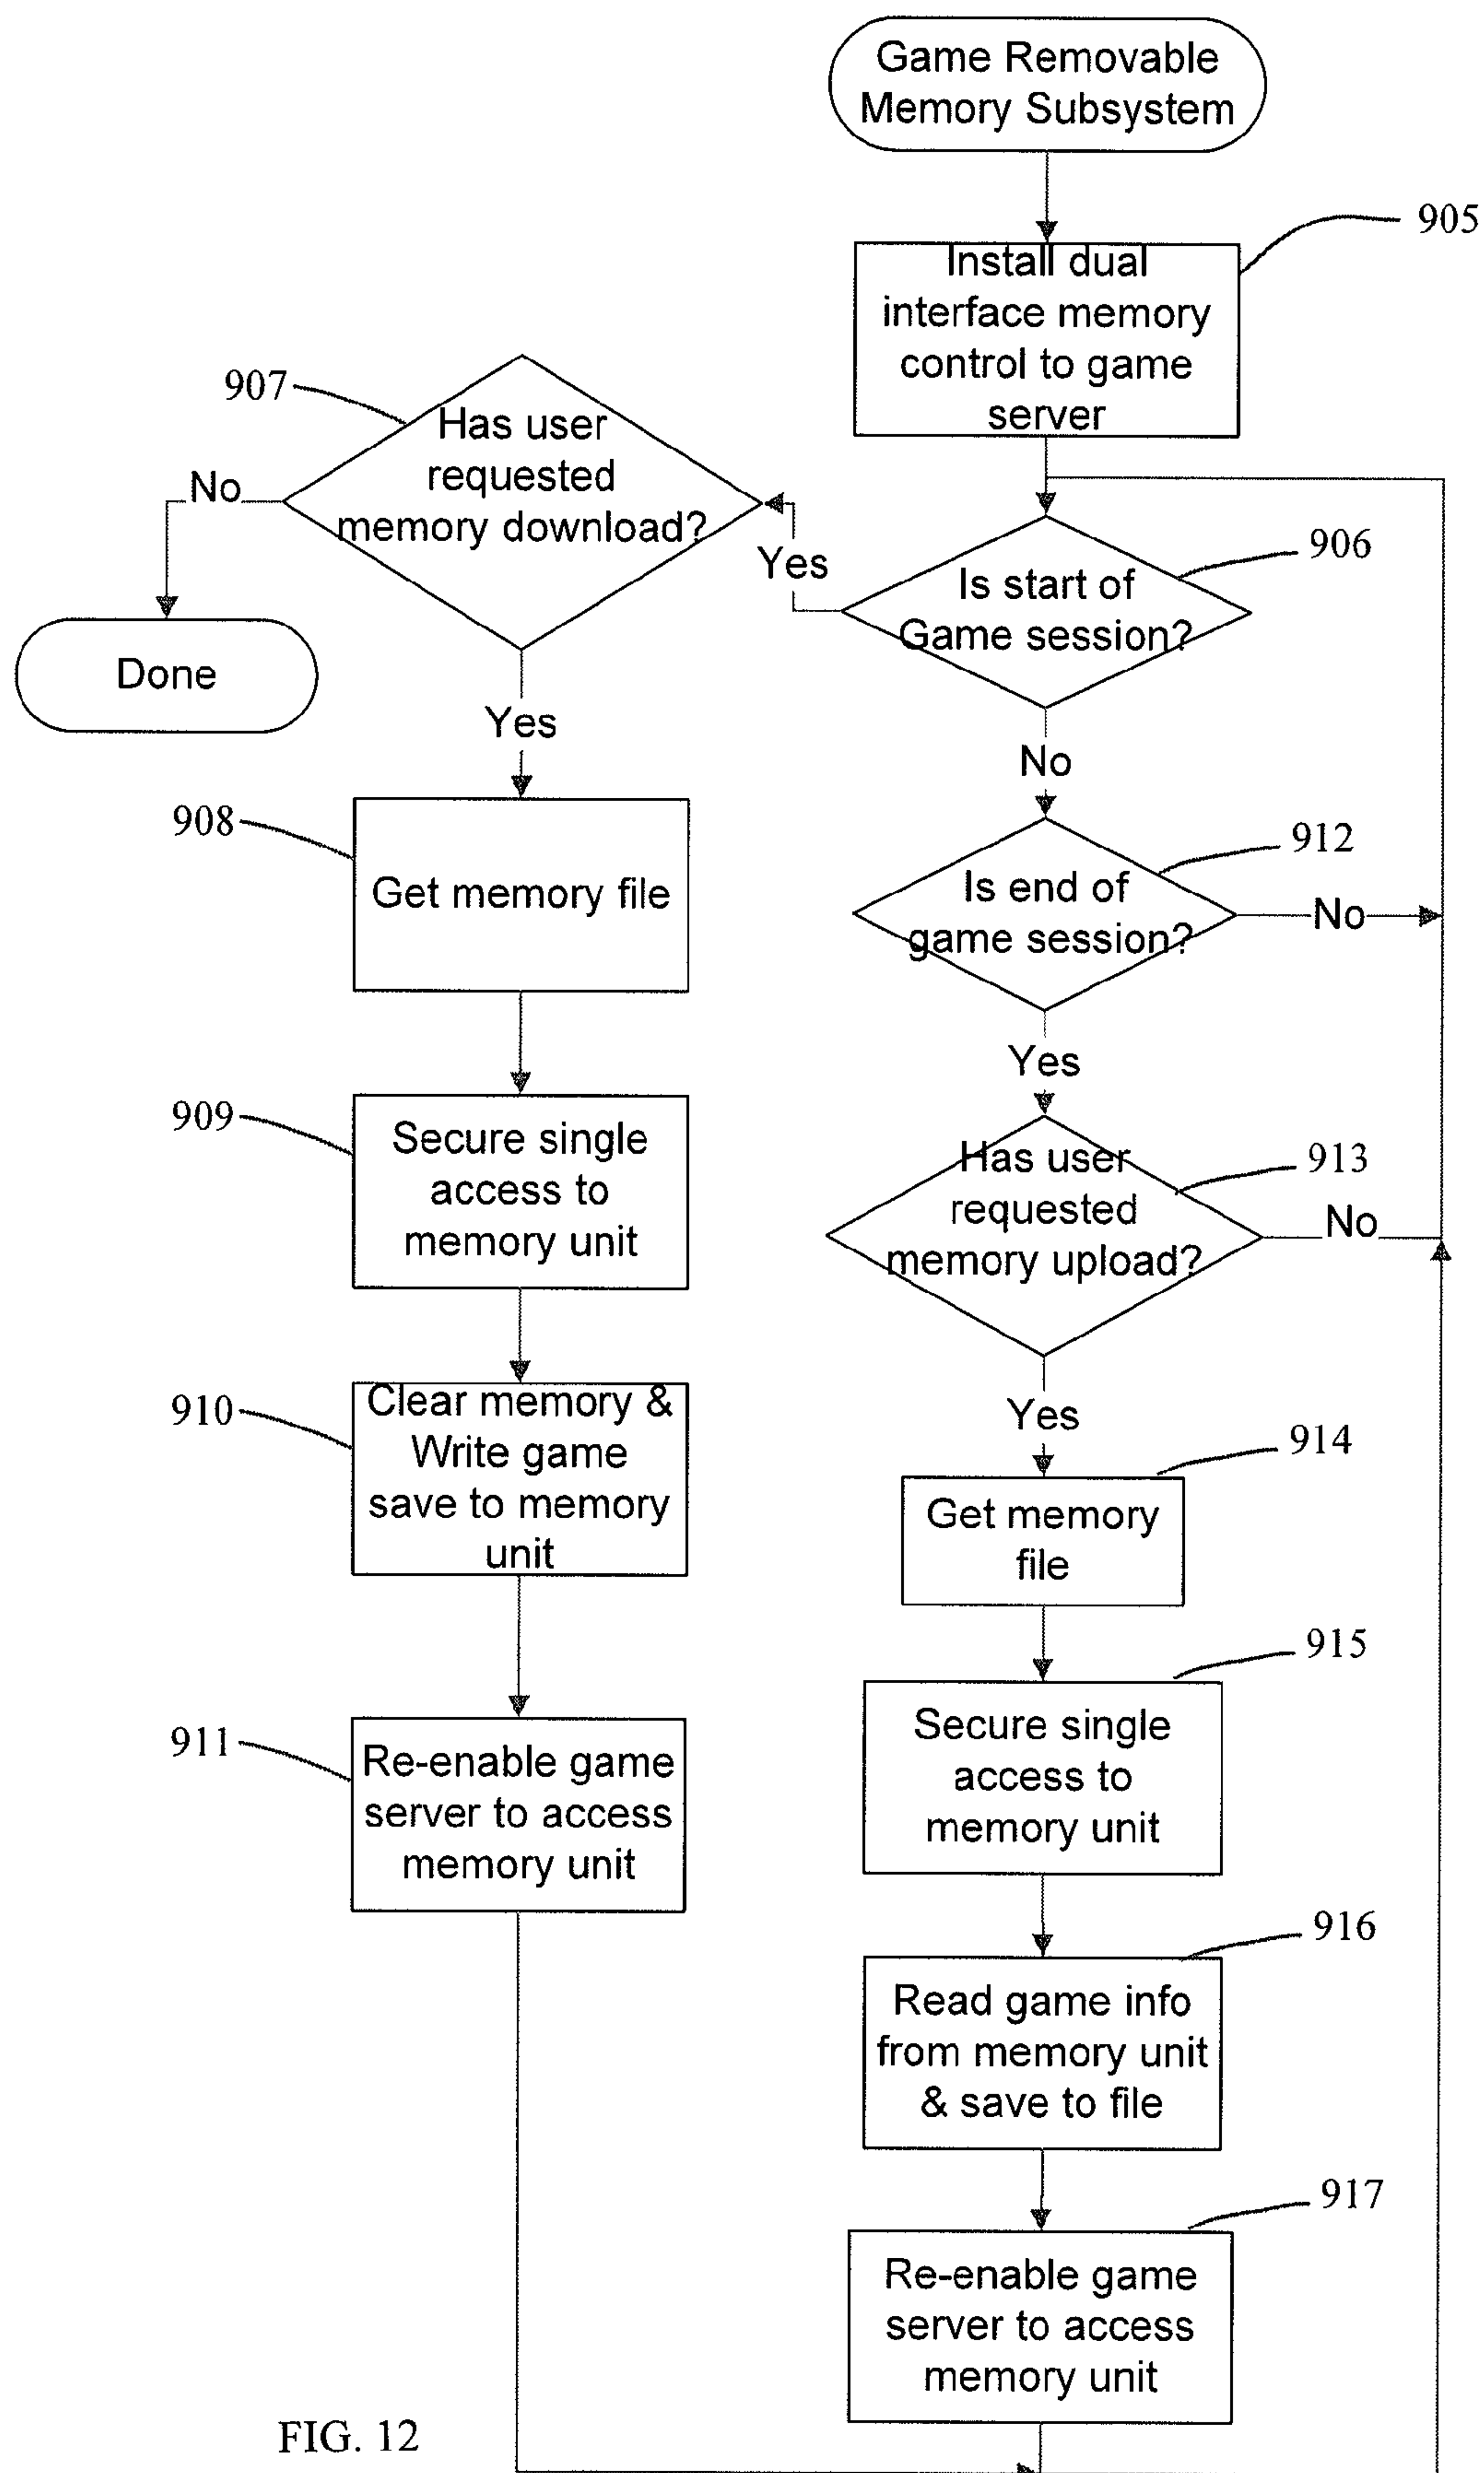 Game Removable
Memory Subsystem
905
Install dual
interface memory
control to game
server
907
Has user
requested
memory download?
No
Done
Yes
906
Is start of
Game session?
Yes
No
908
Get memory file
912
Is end of
game session?
No
Yes
909
Secure single
access to
memory unit
913
Has user
requested
memory upload?
No
Yes
910
Clear memory &
Write game
save to memory
unit
914
Get memory
file
911
Re-enable game
server to access
memory unit
915
Secure single
access to
memory unit
916
Read game info
from memory unit
& save to file
917
Re-enable game
server to access
memory unit
FIG. 12